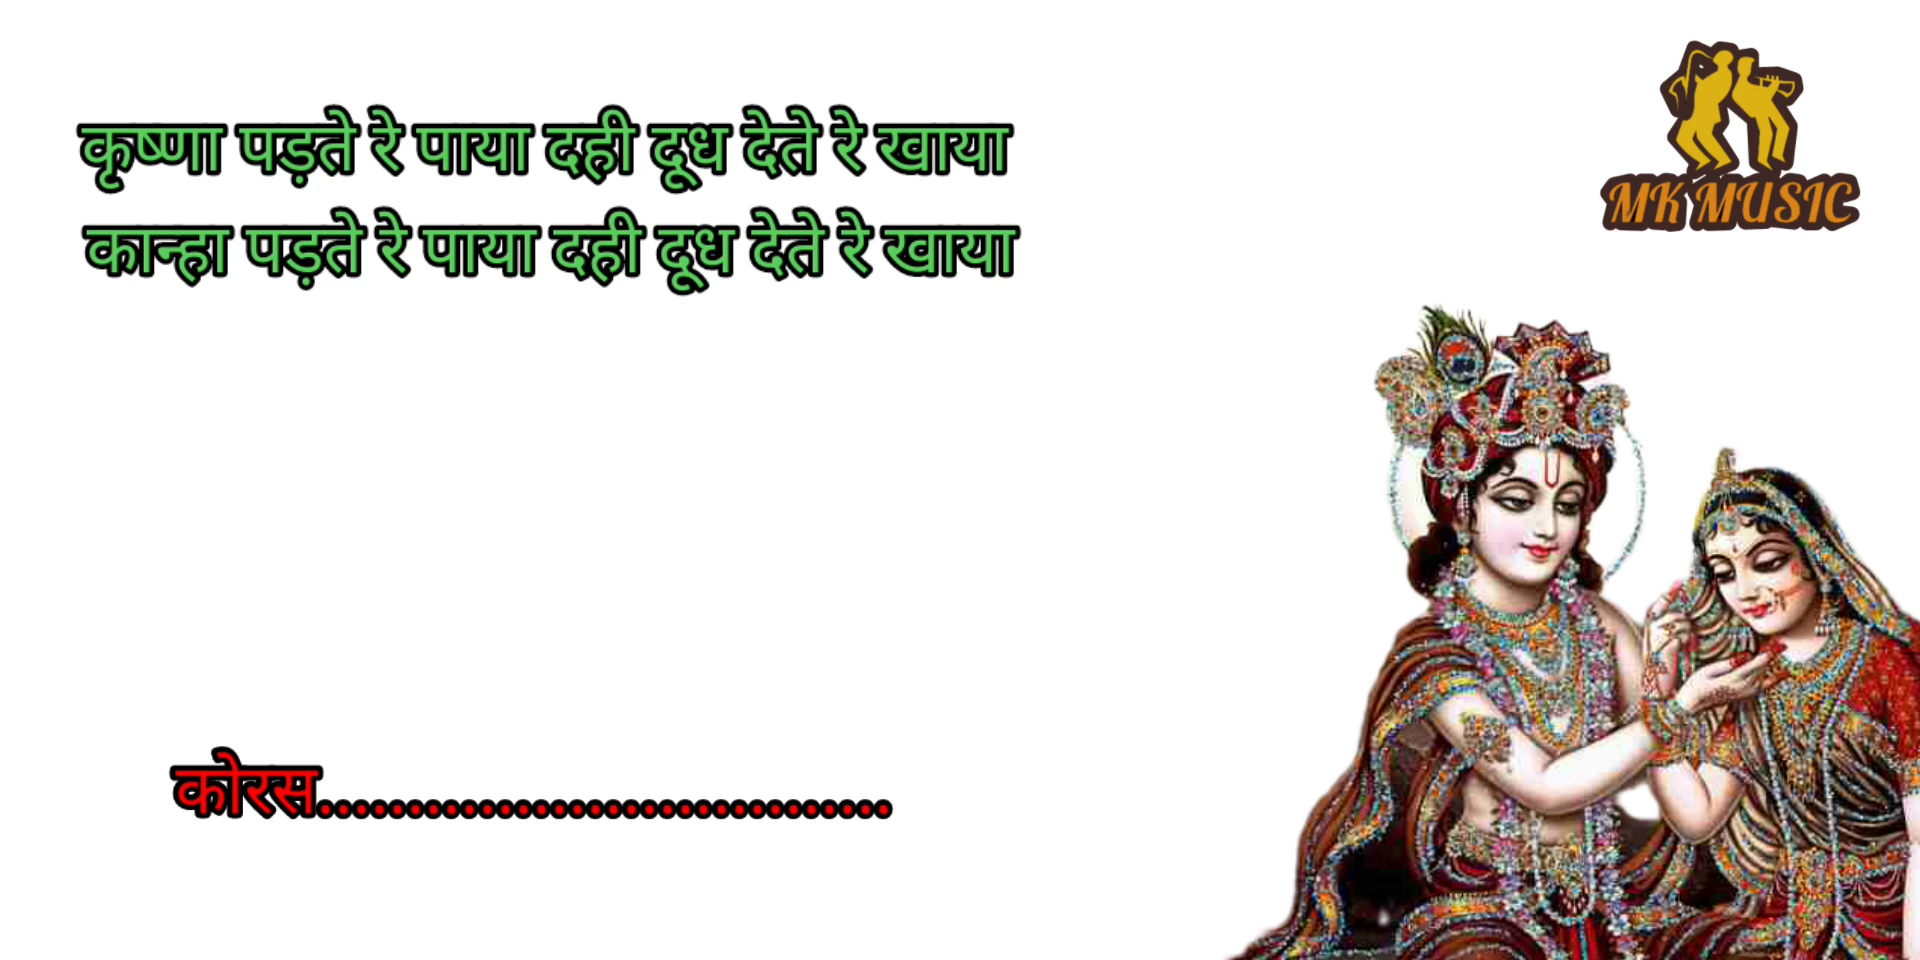 कृष्णा पड़ते रे पाया दही दूध देते रे खाया
कान्हा पड़ते रे पाया दही दूध देते रे खाया
कोरस................................
MK MUSIC